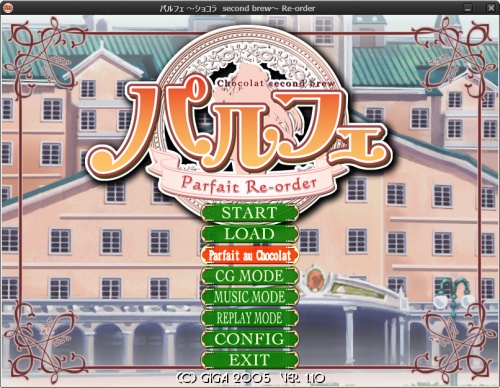 パルフェ ～ショコラ second brew～ Re-order
Chocolat second brew
パルフェ
Parfait Re-order
START
LOAD
Parfait au Chocolat
CG MODE
MUSIC MODE
REPLAY MODE
CONFIG
EXIT
(C) GIGA 2005 VER. 1.0